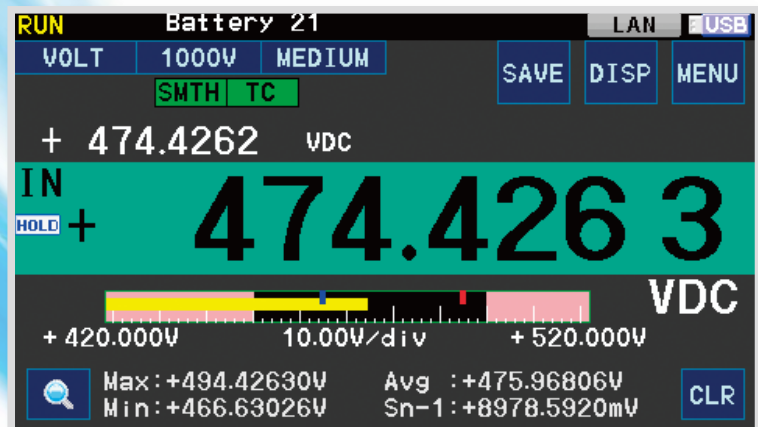 RUN Battery 21 LAN USB
VOLT 1000V MEDIUM SAVE DISP MENU
SMTH TC
+ 474.4262 VDC
IN
HOLD + 474.426 3
VDC
+ 420.000V 10.00V/div + 520.000V
Max:+494.42630V Avg :+475.96806V
Min:+466.63026V Sn-1:+8978.5920mV
CLR